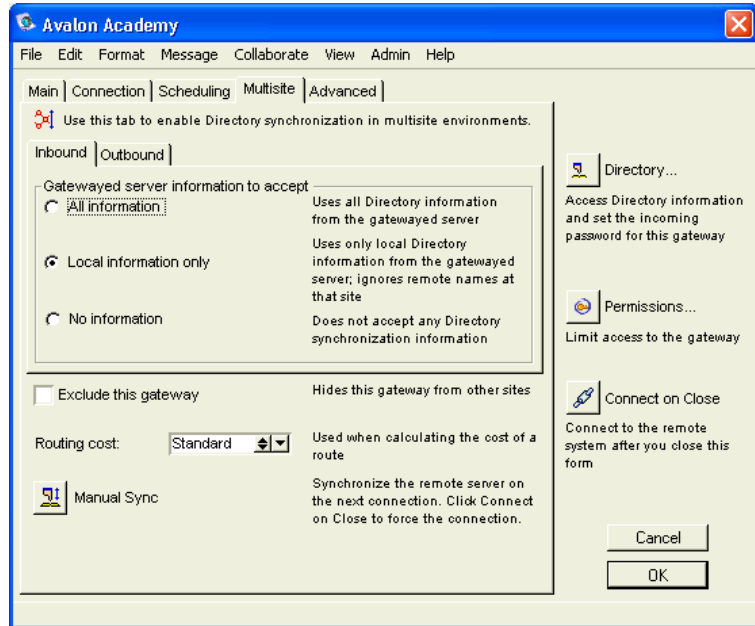 Avalon Academy
File Edit Format Message Collaborate View Admin Help
Main Connection Scheduling Multisite Advanced
Use this tab to enable Directory synchronization in multisite environments.
Inbound Outbound
Gatewayed server information to accept
All information
Uses all Directory information
from the gatewayed server
Local information only
Uses only local Directory
information from the gatewayed
server; ignores remote names at
that site
No information
Does not accept any Directory
synchronization information
Exclude this gateway
Hides this gateway from other sites
Routing cost:
Standard
Used when calculating the cost of a
route
Manual Sync
Synchronize the remote server on
the next connection. Click Connect
on Close to force the connection.
Directory...
Access Directory information
and set the incoming
password for this gateway
Permissions...
Limit access to the gateway
Connect on Close
Connect to the remote
system after you close this
form
Cancel
OK